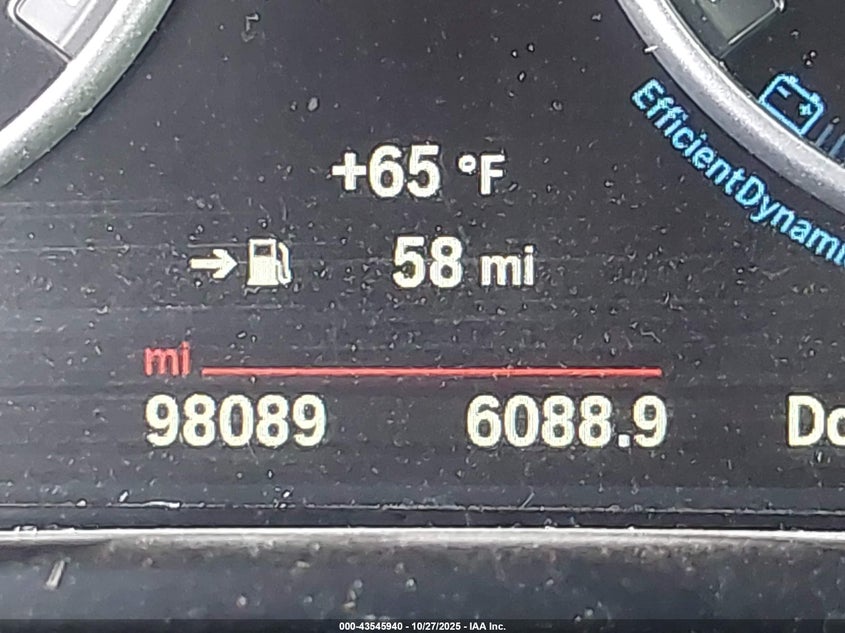 +65 °F
→ 58 mi
mi
98089 6088.9
EfficientDynami
000-43545940 - 10/27/2025 - IAA Inc.